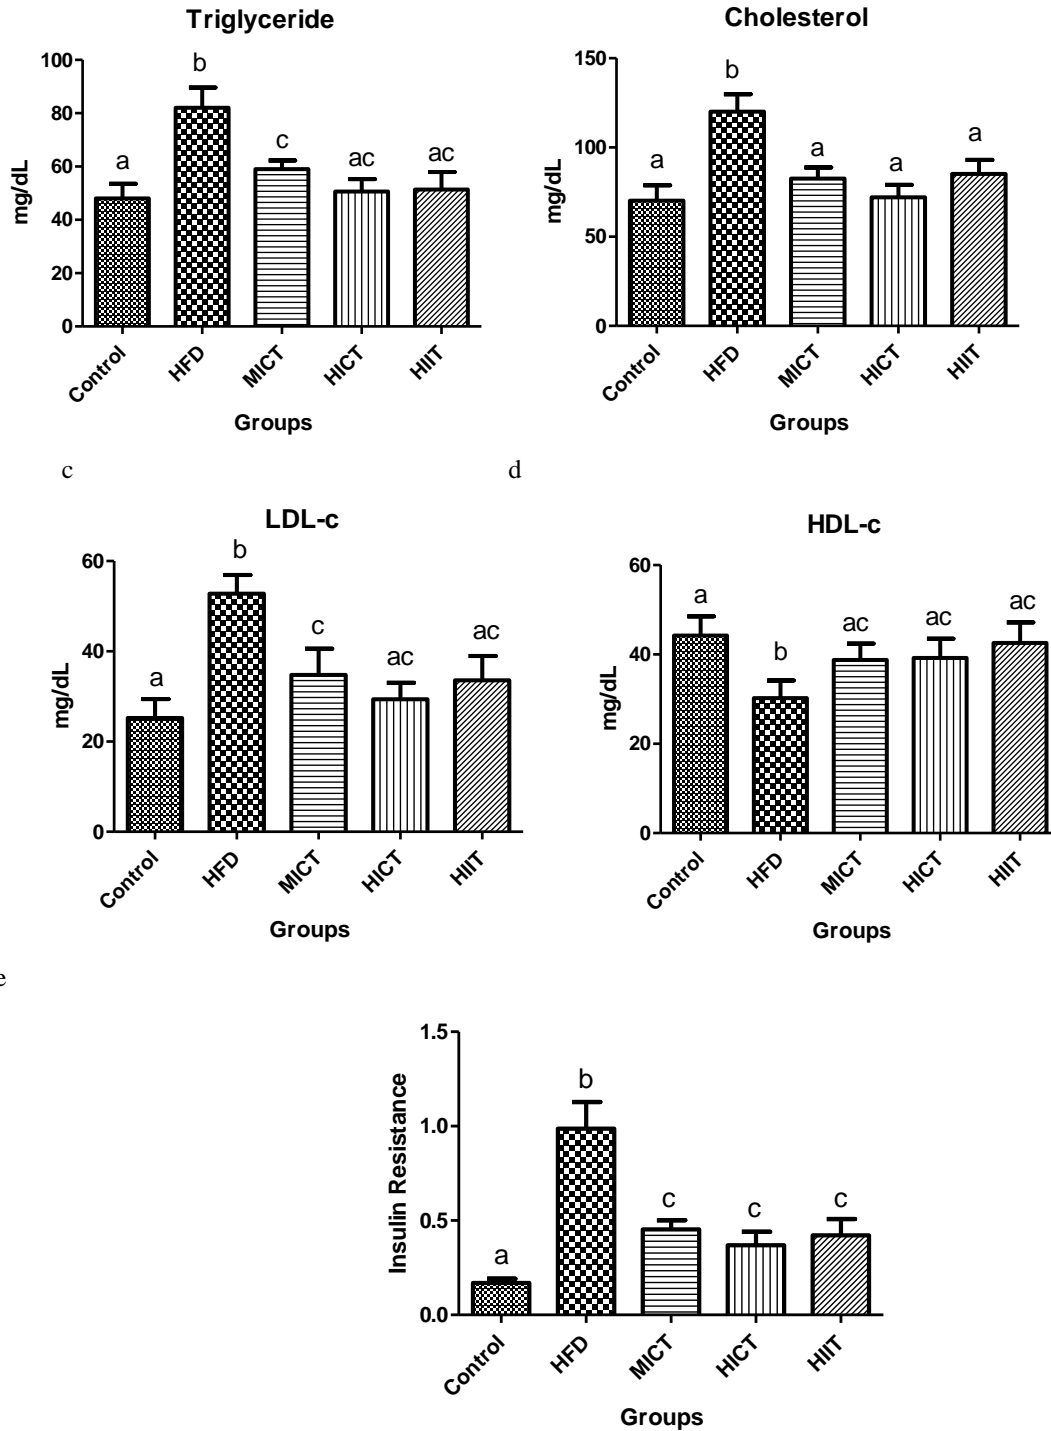 Triglyceride
100
80
60
40
20
0
mg/dL
a
b
c
ac
ac
Control
HFD
MICT
HICT
HIIT
Groups
Cholesterol
150
100
50
0
mg/dL
a
b
a
a
a
Control
HFD
MICT
HICT
HIIT
Groups
c
LDL-c
60
40
20
0
mg/dL
a
b
c
ac
ac
Control
HFD
MICT
HICT
HIIT
Groups
d
HDL-c
60
40
20
0
mg/dL
a
b
ac
ac
ac
Control
HFD
MICT
HICT
HIIT
Groups
e
1.5
1.0
0.5
0.0
Insulin Resistance
a
b
c
c
c
Control
HFD
MICT
HICT
HIIT
Groups